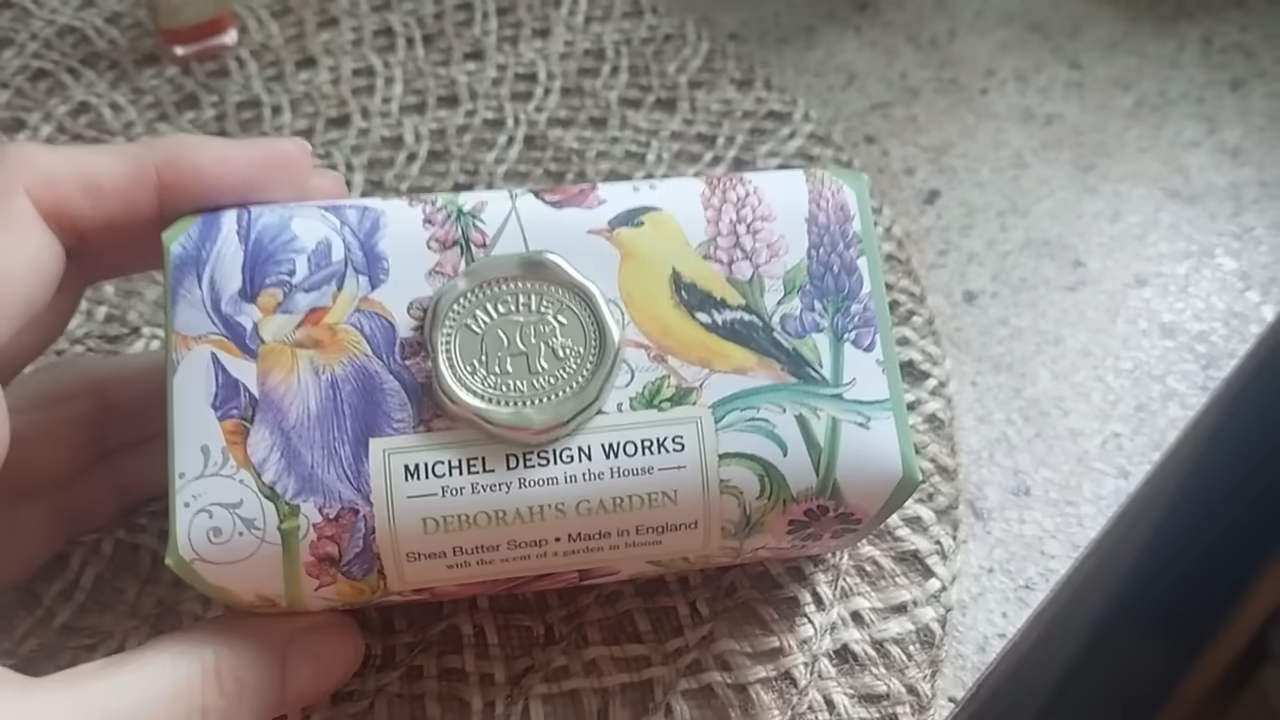 MICHEL
DESIGN WORKS
MICHEL DESIGN WORKS
For Every Room in the House
DEBORAH'S GARDEN
Shea Butter Soap • Made in England
with the scent of a garden in bloom